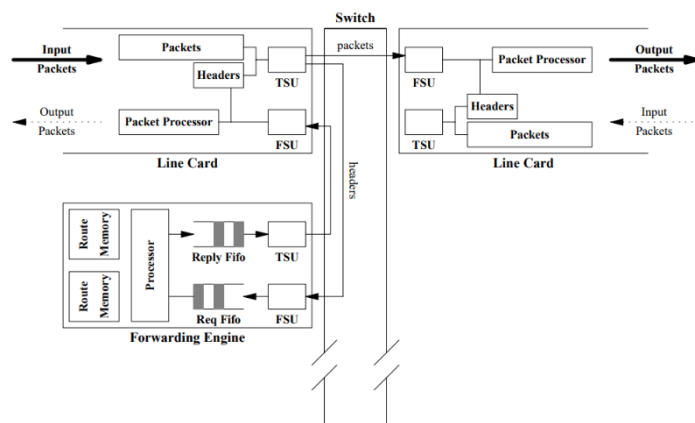 Switch
Input
Packets
Packets
Headers
TSU
packets
Output
Packets
Packet Processor
FSU
Line Card
FSU
Packet Processor
Output
Packets
Headers
TSU
Packets
Input
Packets
Line Card
headers
Route
Memory
Route
Memory
Processor
Reply Fifo
TSU
Req Fifo
FSU
Forwarding Engine